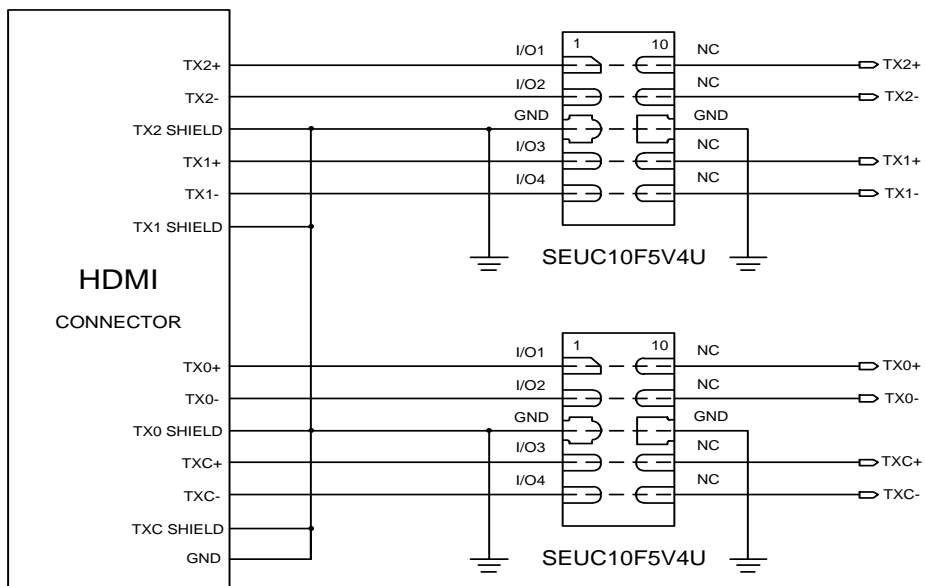 1 10
I/O1 NC
TX2+ TX2+
I/O2 NC
TX2- TX2-
GND GND
TX2 SHIELD
I/O3 NC
TX1+ TX1+
I/O4 NC
TX1- TX1-
TX1 SHIELD
SEUC10F5V4U
HDMI
CONNECTOR
1 10
I/O1 NC
TX0+ TX0+
I/O2 NC
TX0- TX0-
GND GND
TX0 SHIELD
I/O3 NC
TXC+ TXC+
I/O4 NC
TXC- TXC-
TXC SHIELD
GND
SEUC10F5V4U